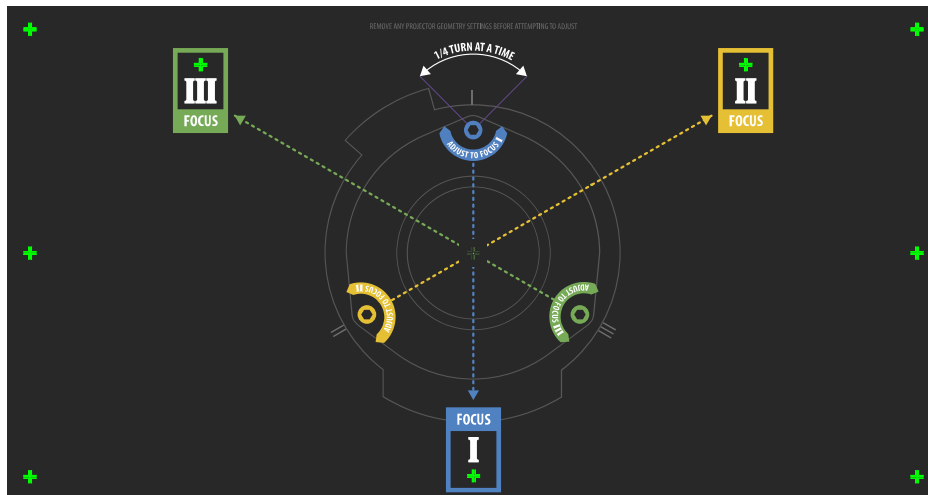 REMOVE ANY PROJECTOR GEOMETRY SETTINGS BEFORE ATTEMPTING TO ADJUST
1/4 TURN AT A TIME
III
FOCUS
II
FOCUS
ADJUST TO FOCUS I
ADJUST TO FOCUS II
ADJUST TO FOCUS III
FOCUS
I